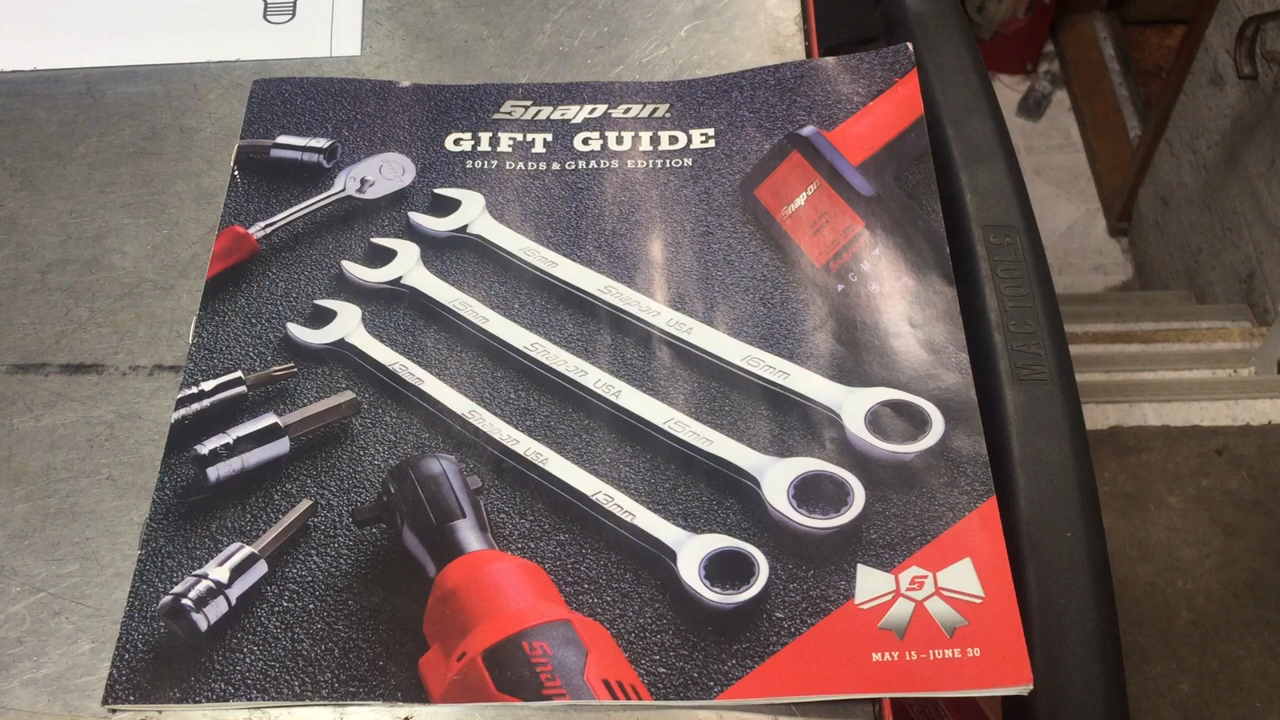 Snap-on
GIFT GUIDE
2017 DADS & GRADS EDITION
Snap-on
16mm
Snap-on USA
16mm
15mm
Snap-on USA
15mm
13mm
Snap-on USA
13mm
Snap
S
MAY 15-JUNE 30
MAC TOOLS